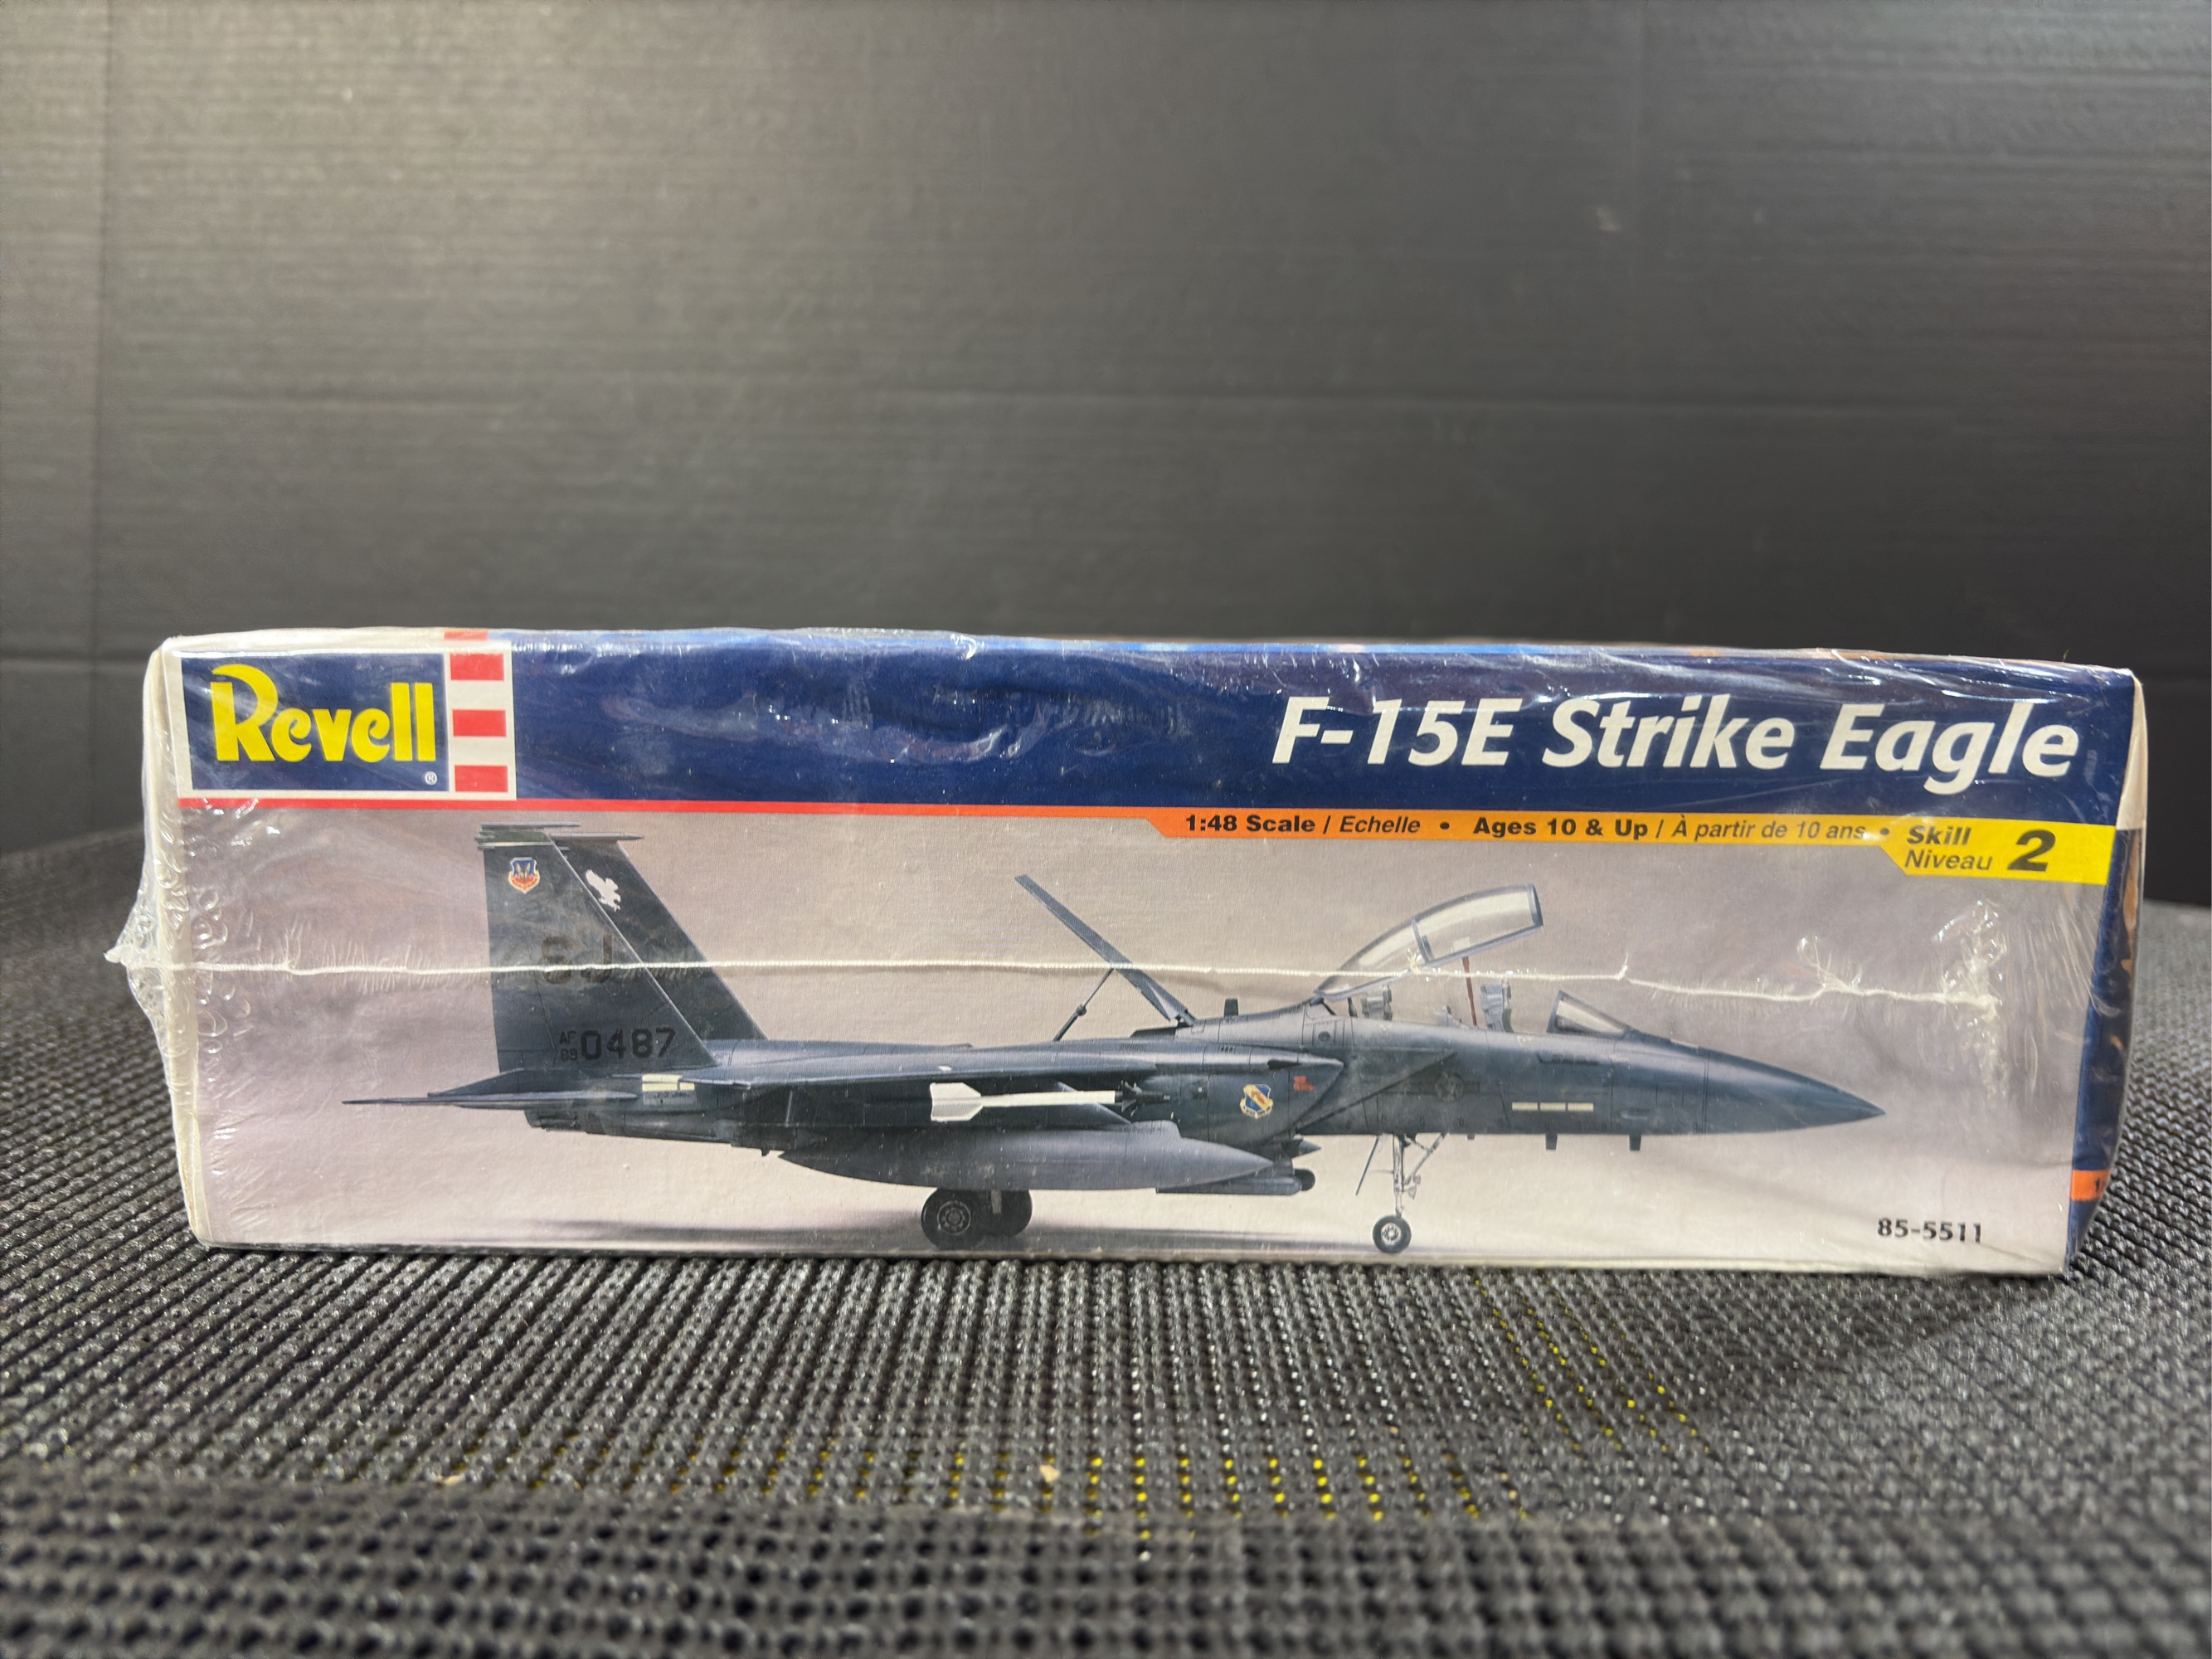 Revell
®
F-15E Strike Eagle
1:48 Scale / Echelle • Ages 10 & Up / À partir de 10 ans • Skill
Niveau 2
SJ
AF
89 0487
85-5511